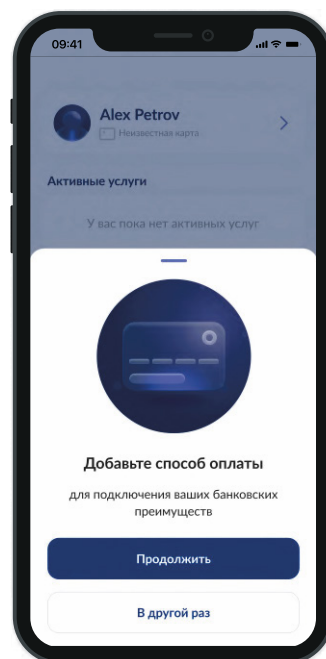 09:41
Alex Petrov
Неизвестная карта
Активные услуги
У вас пока нет активных услуг
Добавьте способ оплаты
для подключения ваших банковских
преимуществ
Продолжить
В другой раз